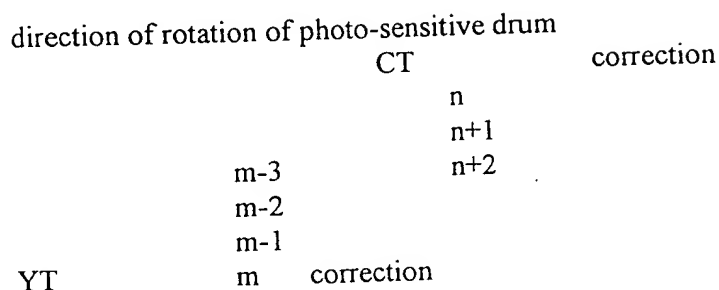 direction of rotation of photo-sensitive drum
CT correction
n
n+1
m-3 n+2
m-2
m-1
YT m correction